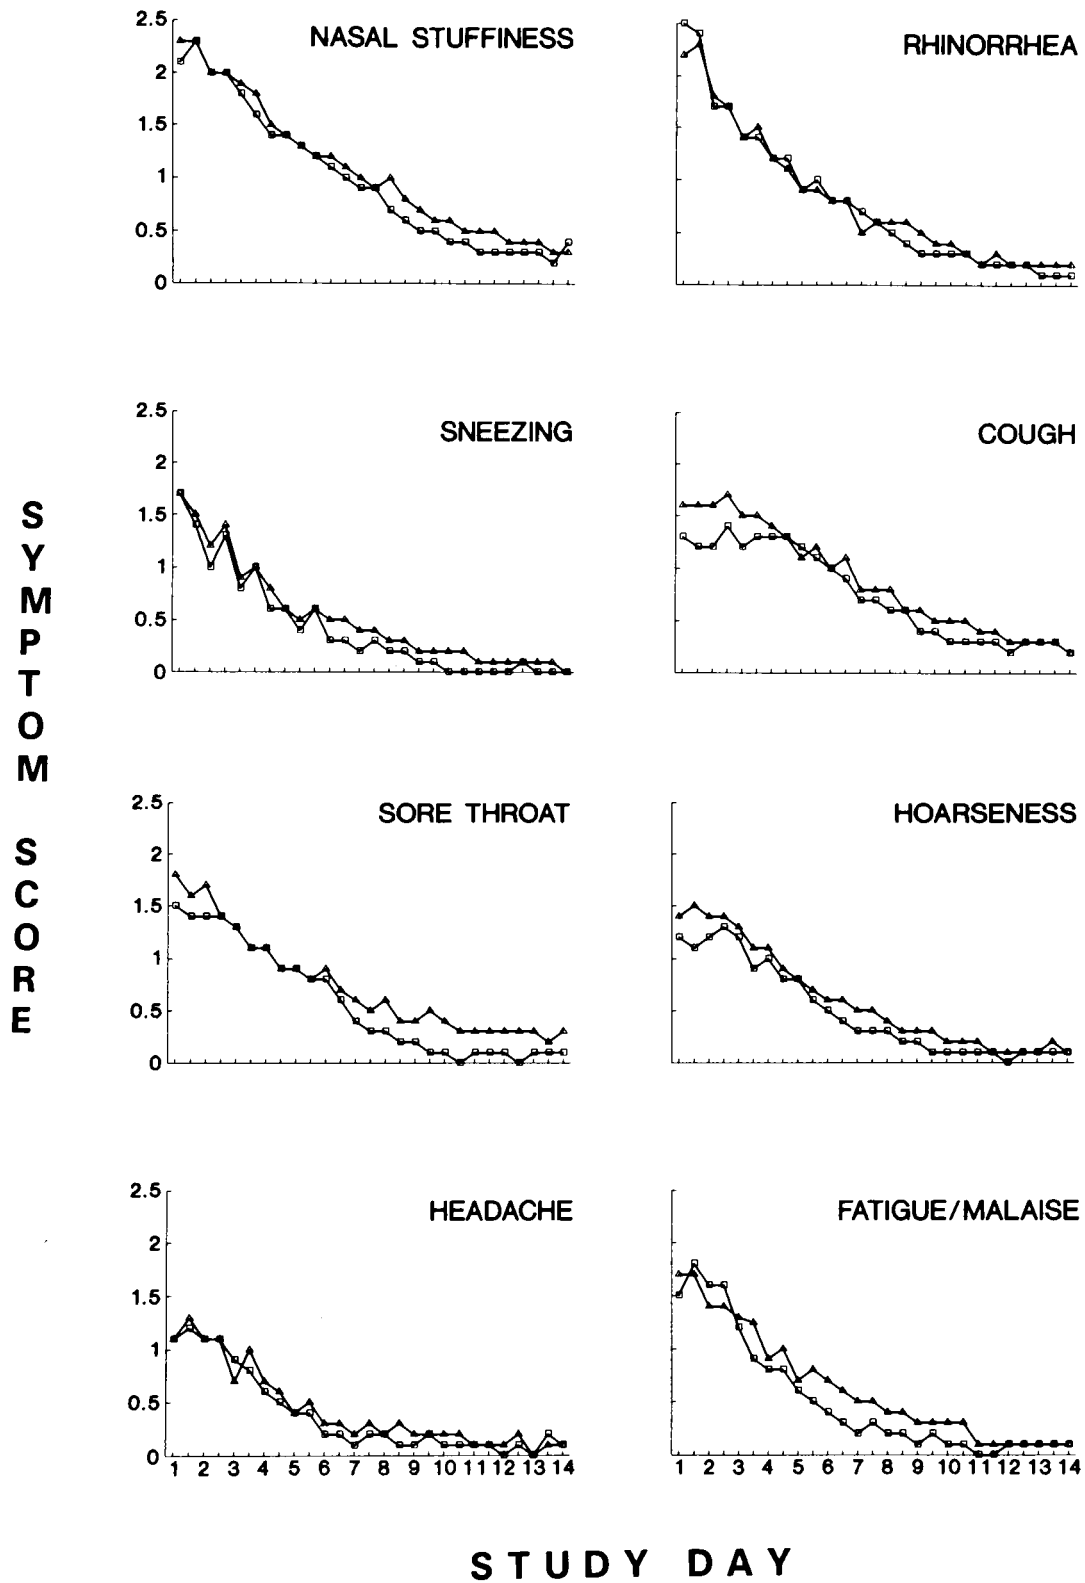 NASAL STUFFINESS
2.5
2
1.5
1
0.5
0
RHINORRHEA
SNEEZING
2.5
2
1.5
1
0.5
0
COUGH
SYMPTOM SCORE
SORE THROAT
2.5
2
1.5
1
0.5
0
HOARSENESS
HEADACHE
2.5
2
1.5
1
0.5
0
1 2 3 4 5 6 7 8 9 10 11 12 13 14
FATIGUE/MALAISE
1 2 3 4 5 6 7 8 9 10 11 12 13 14
STUDY DAY